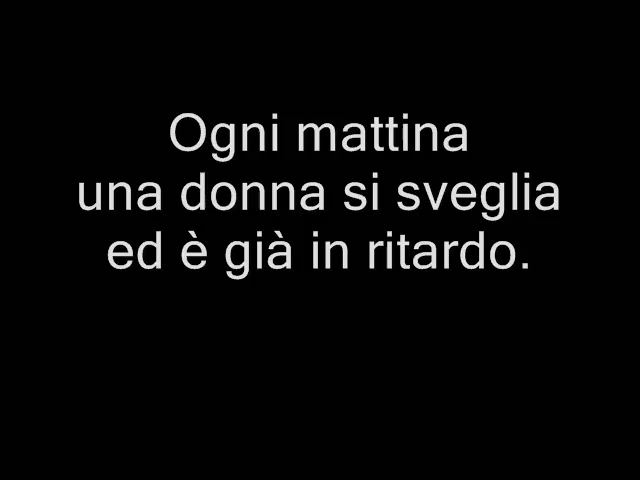 Ogni mattina
una donna si sveglia
ed è già in ritardo.